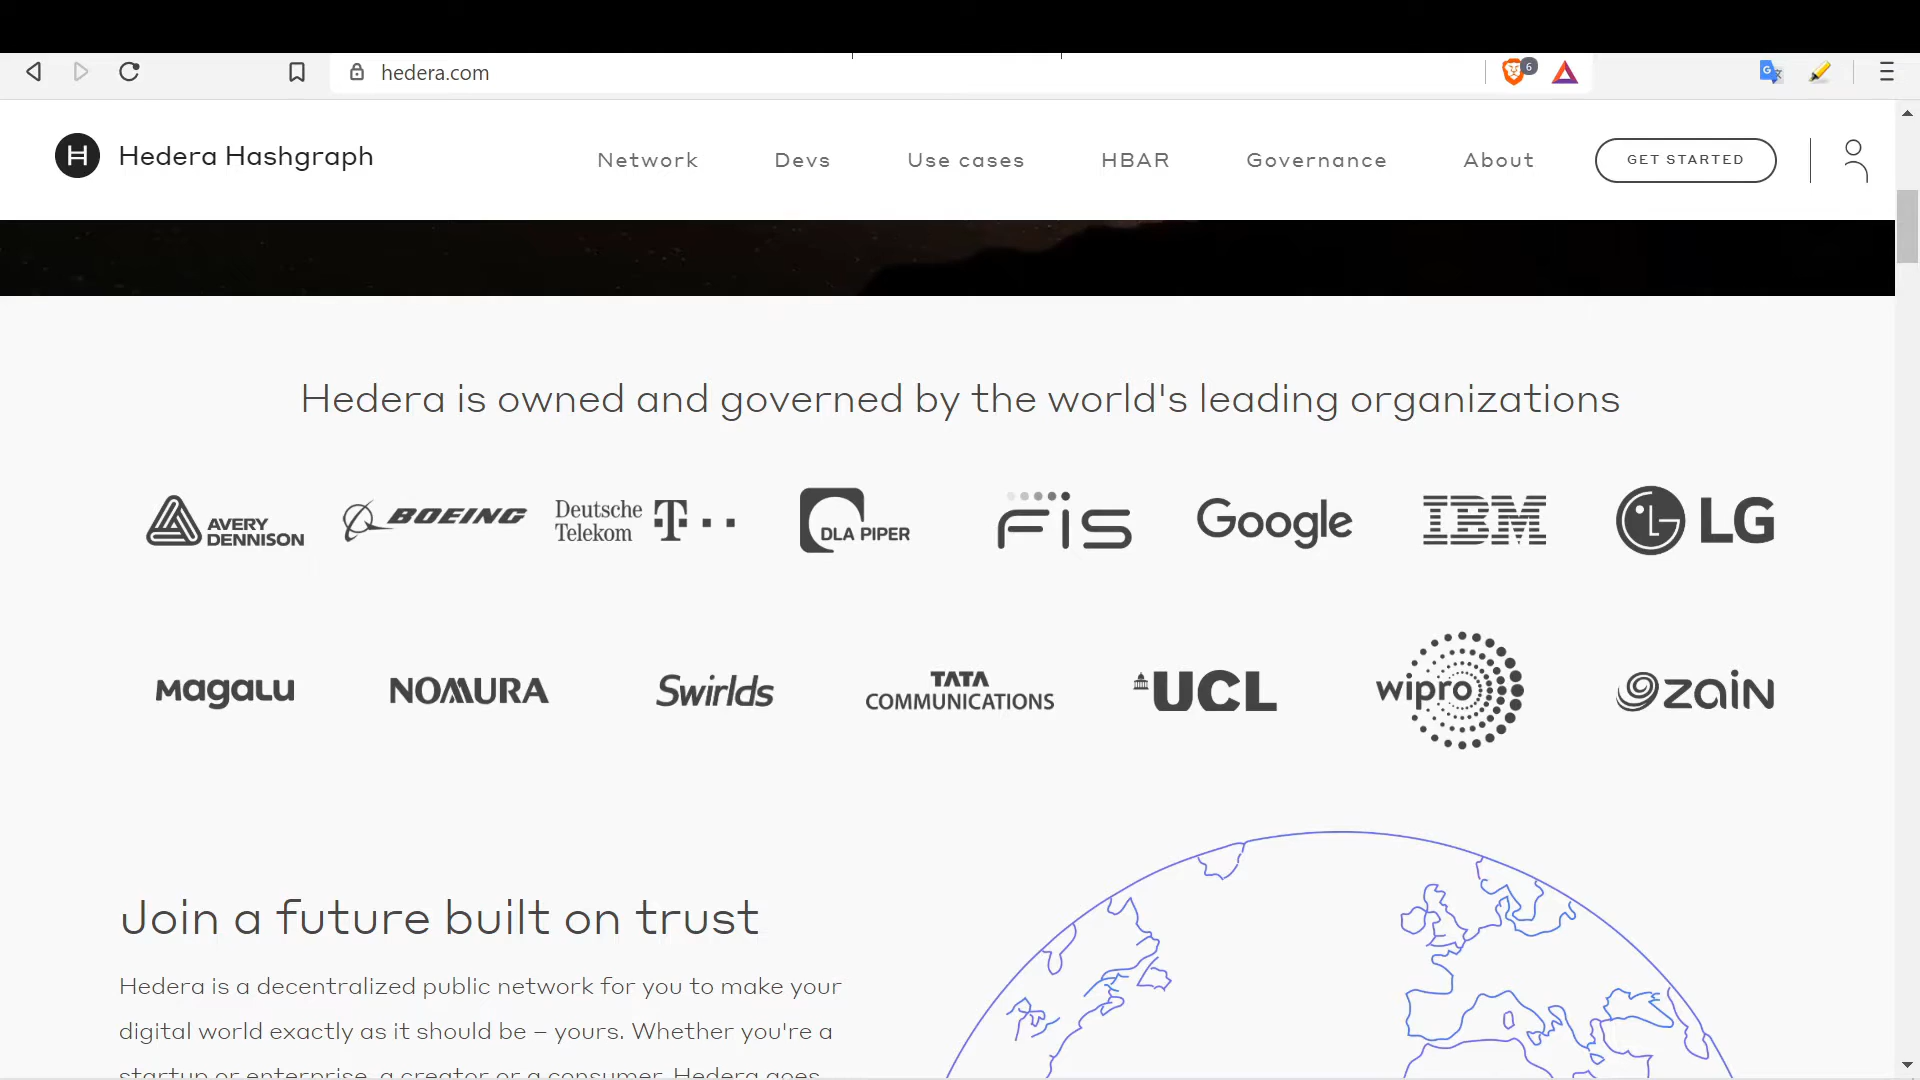 hedera.com
6
Hedera Hashgraph
Network
Devs
Use cases
HBAR
Governance
About
GET STARTED
Hedera is owned and governed by the world's leading organizations
AVERY
DENNISON
BOEING
Deutsche
Telekom
T
DLA PIPER
FIS
Google
IBM
LG
Magalu
NOMURA
Swirlds
TATA
COMMUNICATIONS
UCL
wipro
zain
Join a future built on trust
Hedera is a decentralized public network for you to make your
digital world exactly as it should be – yours. Whether you're a
startup or enterprise, a creator or a consumer, Hedera goes